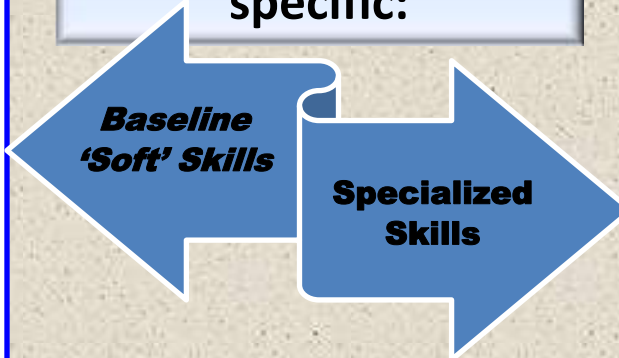 specific:
Baseline
‘Soft’ Skills
Specialized
Skills